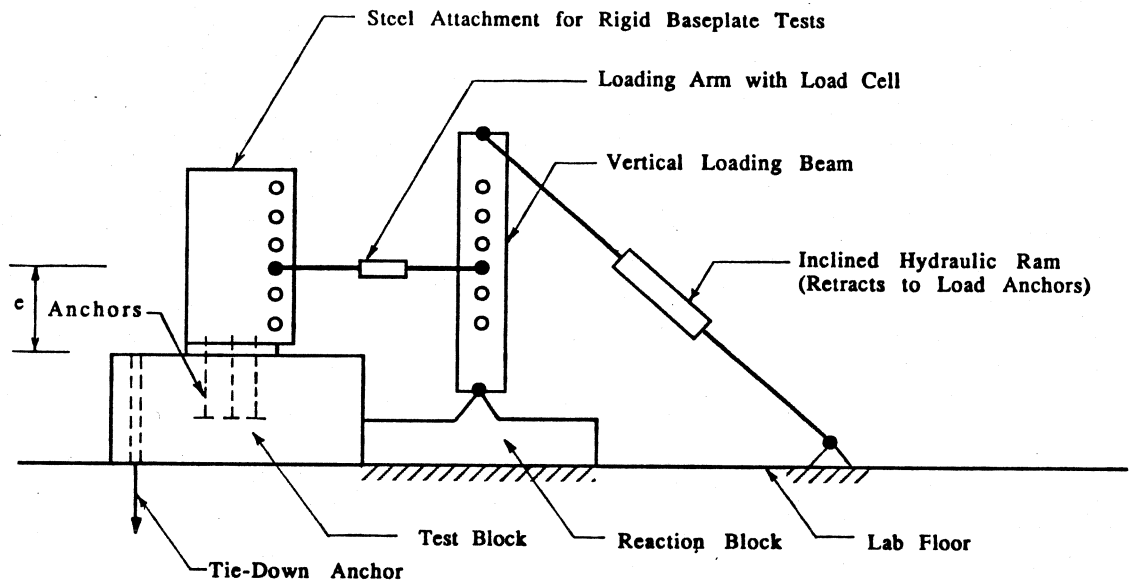 Steel Attachment for Rigid Baseplate Tests
Loading Arm with Load Cell
Vertical Loading Beam
Inclined Hydraulic Ram
(Retracts to Load Anchors)
e
Anchors
Test Block
Reaction Block
Lab Floor
Tie-Down Anchor